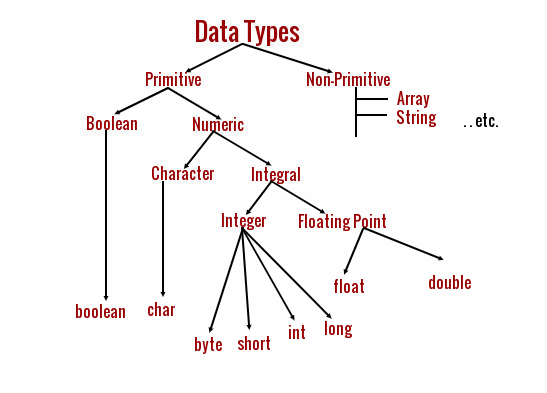 Data Types
Primitive
Non-Primitive
Array
String
..etc.
Boolean
Numeric
Character
Integral
Integer
Floating Point
boolean
char
byte
short
int
long
float
double